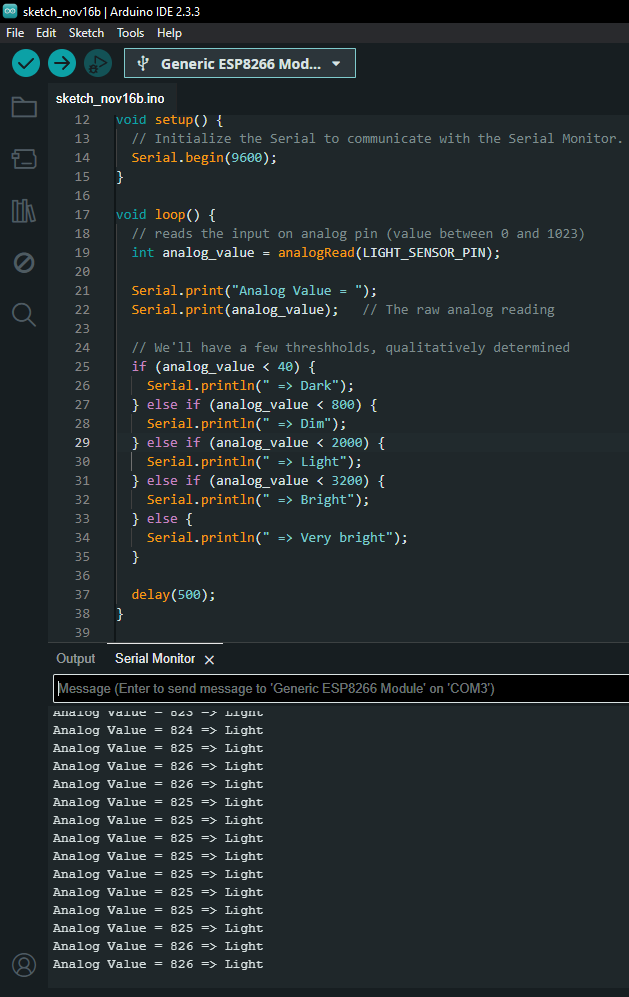 sketch_nov16b | Arduino IDE 2.3.3
File Edit Sketch Tools Help
Generic ESP8266 Mod...
sketch_nov16b.ino
12 void setup() {
13 // Initialize the Serial to communicate with the Serial Monitor.
14 Serial.begin(9600);
15 }
16
17 void loop() {
18 // reads the input on analog pin (value between 0 and 1023)
19 int analog_value = analogRead(LIGHT_SENSOR_PIN);
20
21 Serial.print("Analog Value = ");
22 Serial.print(analog_value); // The raw analog reading
23
24 // We'll have a few threshholds, qualitatively determined
25 if (analog_value < 40) {
26 Serial.println(" => Dark");
27 } else if (analog_value < 800) {
28 Serial.println(" => Dim");
29 } else if (analog_value < 2000) {
30 Serial.println(" => Light");
31 } else if (analog_value < 3200) {
32 Serial.println(" => Bright");
33 } else {
34 Serial.println(" => Very bright");
35 }
36
37 delay(500);
38 }
39
Output Serial Monitor
Message (Enter to send message to 'Generic ESP8266 Module' on 'COM3')
Analog Value = 823 => Light
Analog Value = 824 => Light
Analog Value = 825 => Light
Analog Value = 826 => Light
Analog Value = 826 => Light
Analog Value = 825 => Light
Analog Value = 825 => Light
Analog Value = 825 => Light
Analog Value = 825 => Light
Analog Value = 825 => Light
Analog Value = 825 => Light
Analog Value = 825 => Light
Analog Value = 825 => Light
Analog Value = 826 => Light
Analog Value = 826 => Light